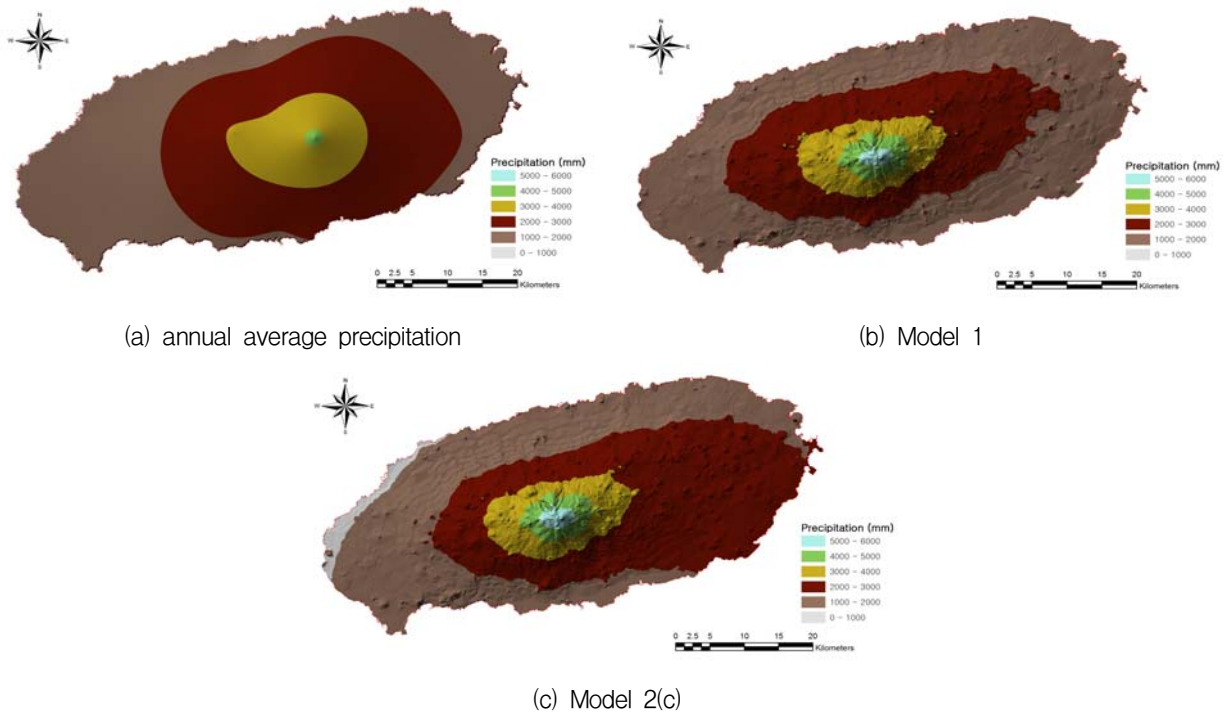 N
W
E
S
Precipitation (mm)
5000 - 6000
4000 - 5000
3000 - 4000
2000 - 3000
1000 - 2000
0 - 1000
0 2.5 5 10 15 20
Kilometers
(a) annual average precipitation
N
W
E
S
Precipitation (mm)
5000 - 6000
4000 - 5000
3000 - 4000
2000 - 3000
1000 - 2000
0 - 1000
0 2.5 5 10 15 20
Kilometers
(b) Model 1
N
W
E
S
Precipitation (mm)
5000 - 6000
4000 - 5000
3000 - 4000
2000 - 3000
1000 - 2000
0 - 1000
0 2.5 5 10 15 20
Kilometers
(c) Model 2(c)